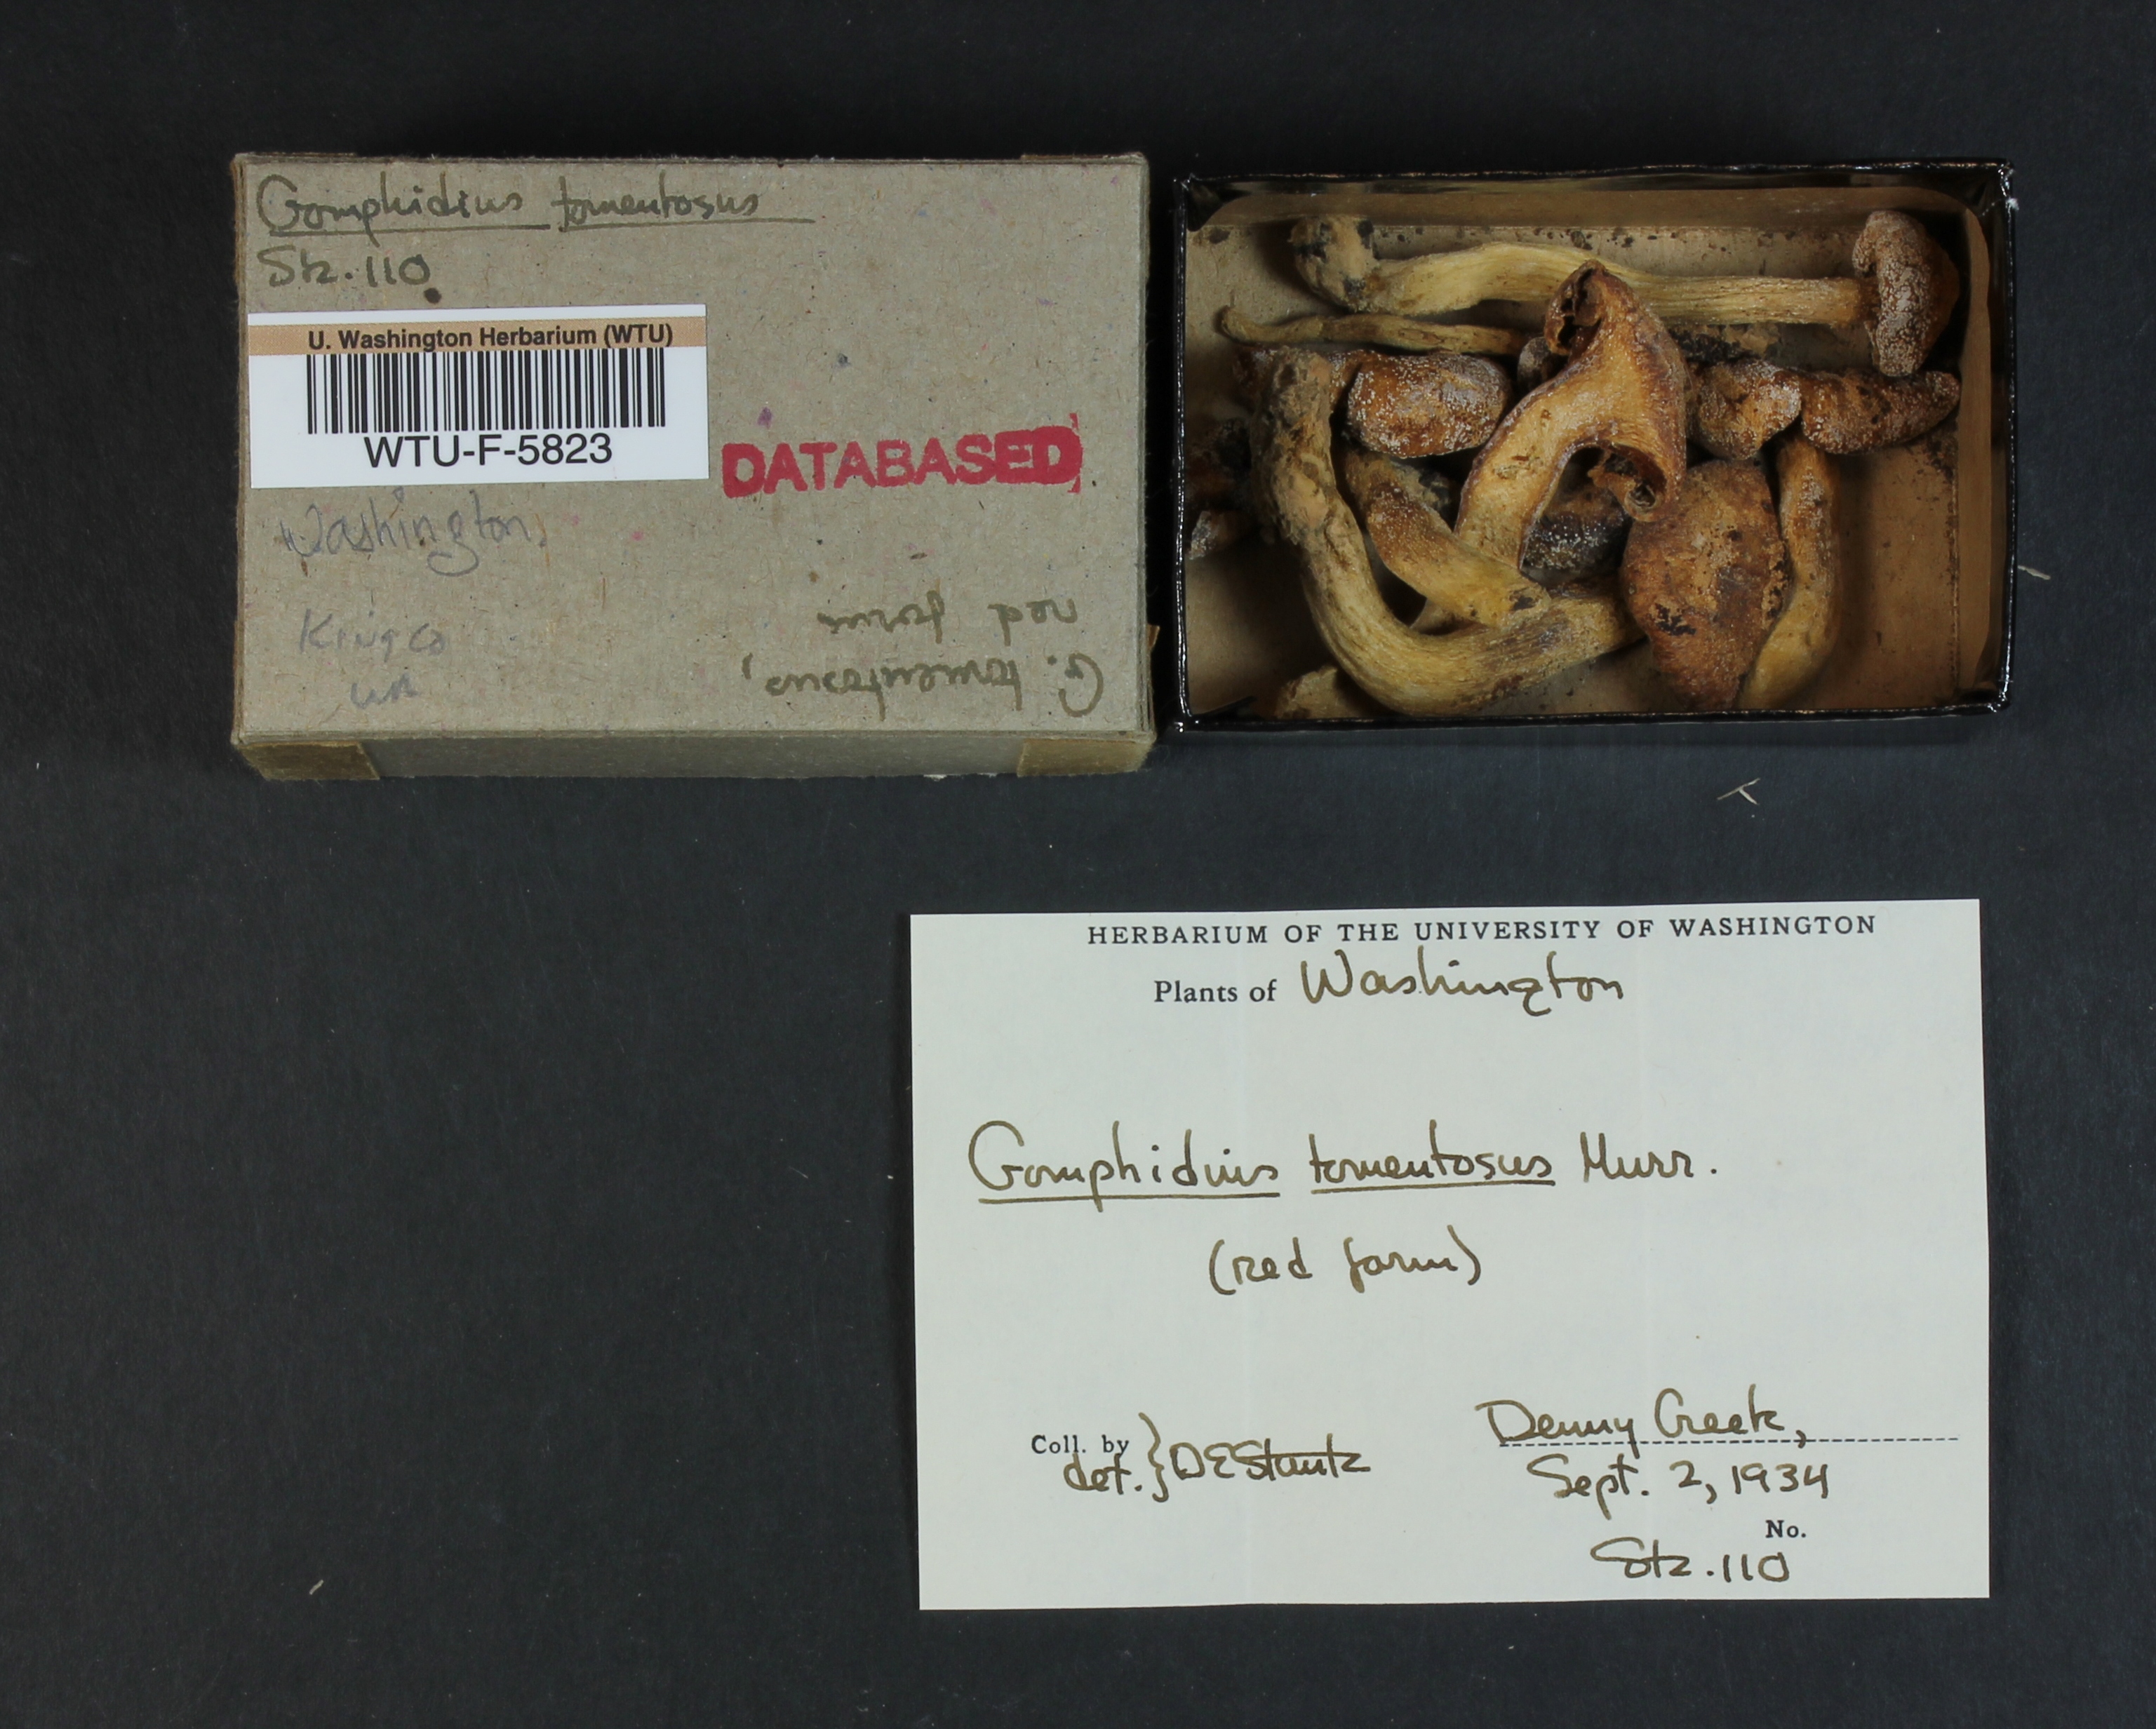 Gomphidius tomentosus
Stz. 110
U. Washington Herbarium (WTU)
WTU-F-5823
DATABASED
Washington,
King Co
G. tomentosus,
red form
HERBARIUM OF THE UNIVERSITY OF WASHINGTON
Plants of Washington
Gomphidius tomentosus Murr.
(red form)
Coll. by
det. } D E Stuntz
Denny Creek,
Sept. 2, 1934
No.
Stz. 110